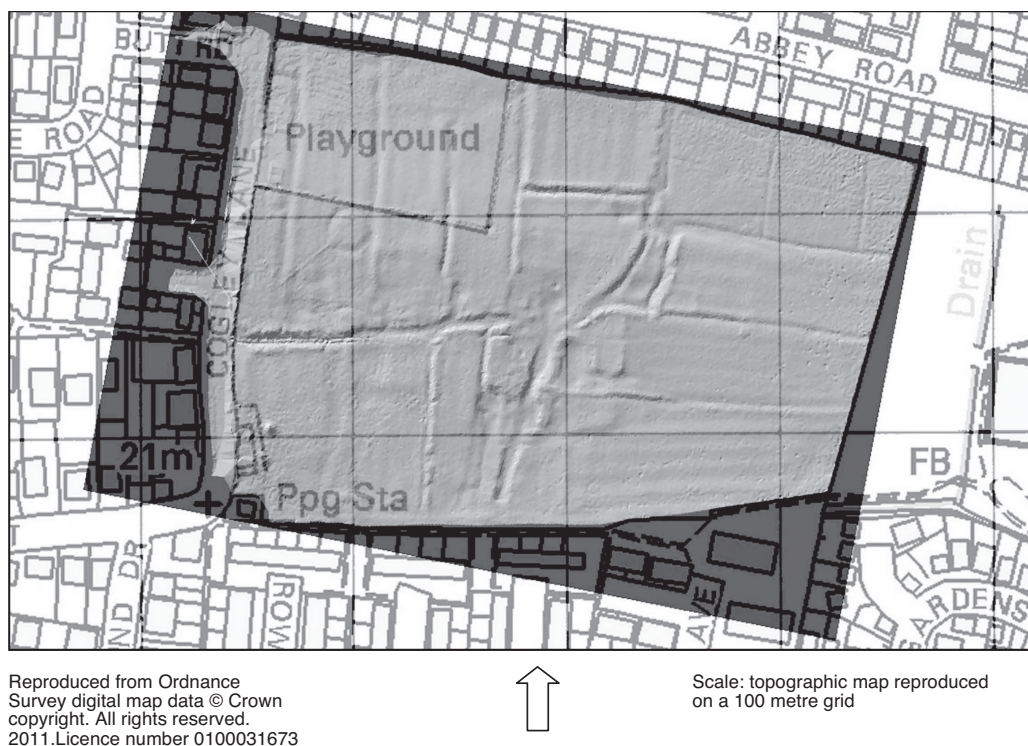 BUTT RD
ABBEY ROAD
E ROAD
Playground
COGLEWIN LANE
Drain
21m
FB
Ppg Sta
ND DR
ROW
AVE
GARDENS
Reproduced from Ordnance
Survey digital map data © Crown
copyright. All rights reserved.
2011.Licence number 0100031673
Scale: topographic map reproduced
on a 100 metre grid